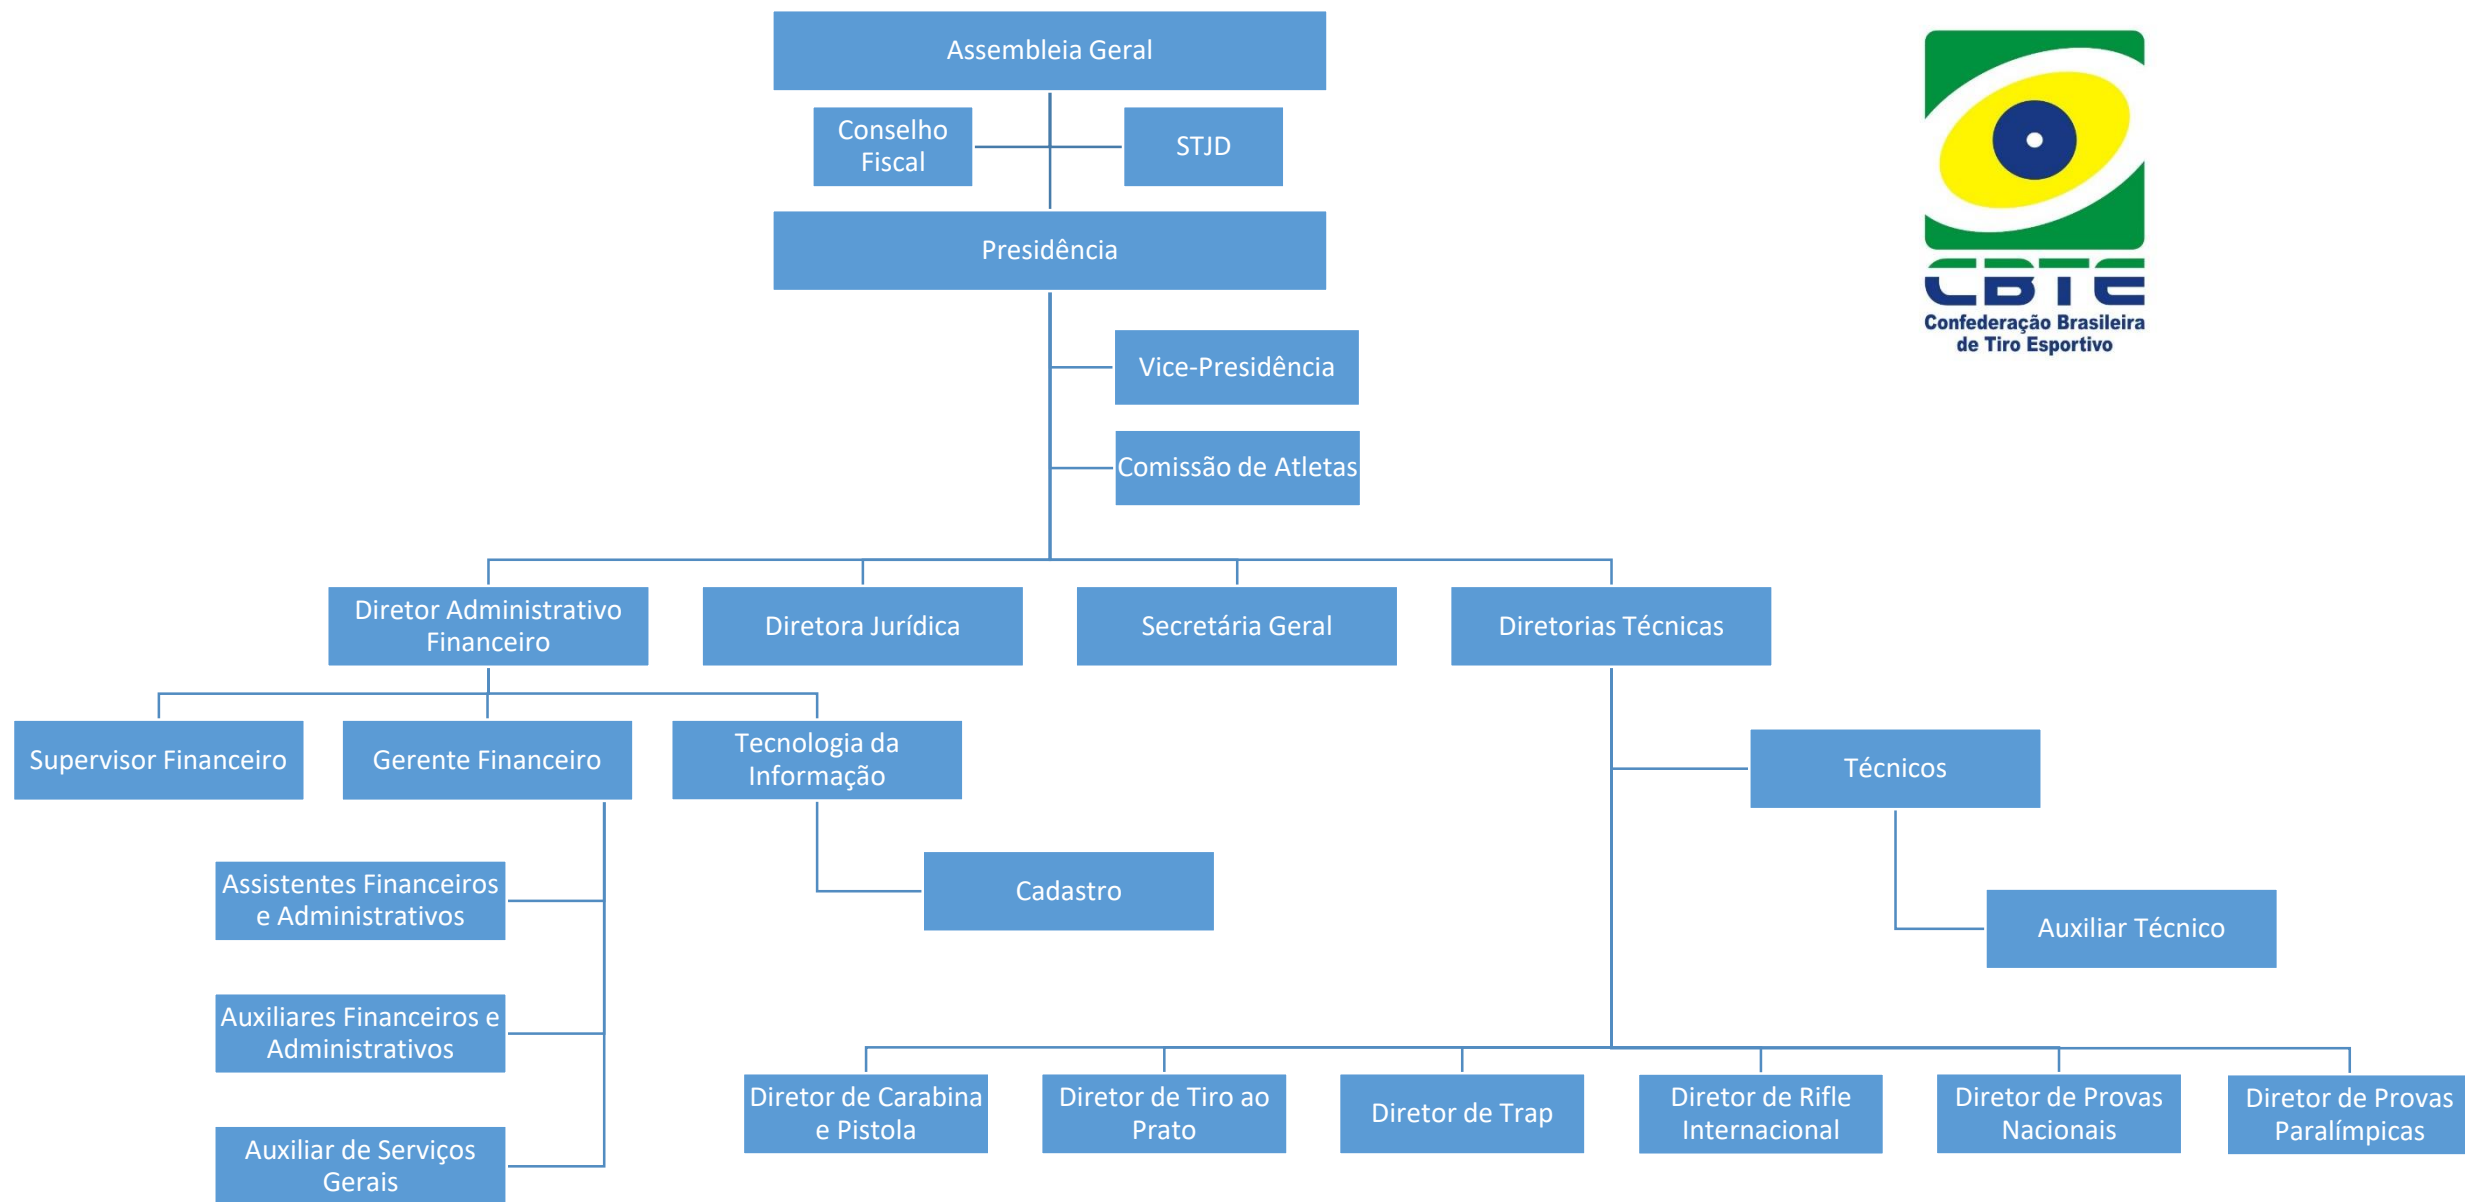 Assembleia Geral
Conselho
Fiscal
STJD
Presidência
CBTE
Confederação Brasileira
de Tiro Esportivo
Vice-Presidência
Comissão de Atletas
Diretor Administrativo
Financeiro
Diretora Jurídica
Secretária Geral
Diretorias Técnicas
Supervisor Financeiro
Gerente Financeiro
Tecnologia da
Informação
Técnicos
Assistentes Financeiros
e Administrativos
Cadastro
Auxiliar Técnico
Auxiliares Financeiros e
Administrativos
Diretor de Carabina
e Pistola
Diretor de Tiro ao
Prato
Diretor de Trap
Diretor de Rifle
Internacional
Diretor de Provas
Nacionais
Diretor de Provas
Paralímpicas
Auxiliar de Serviços
Gerais